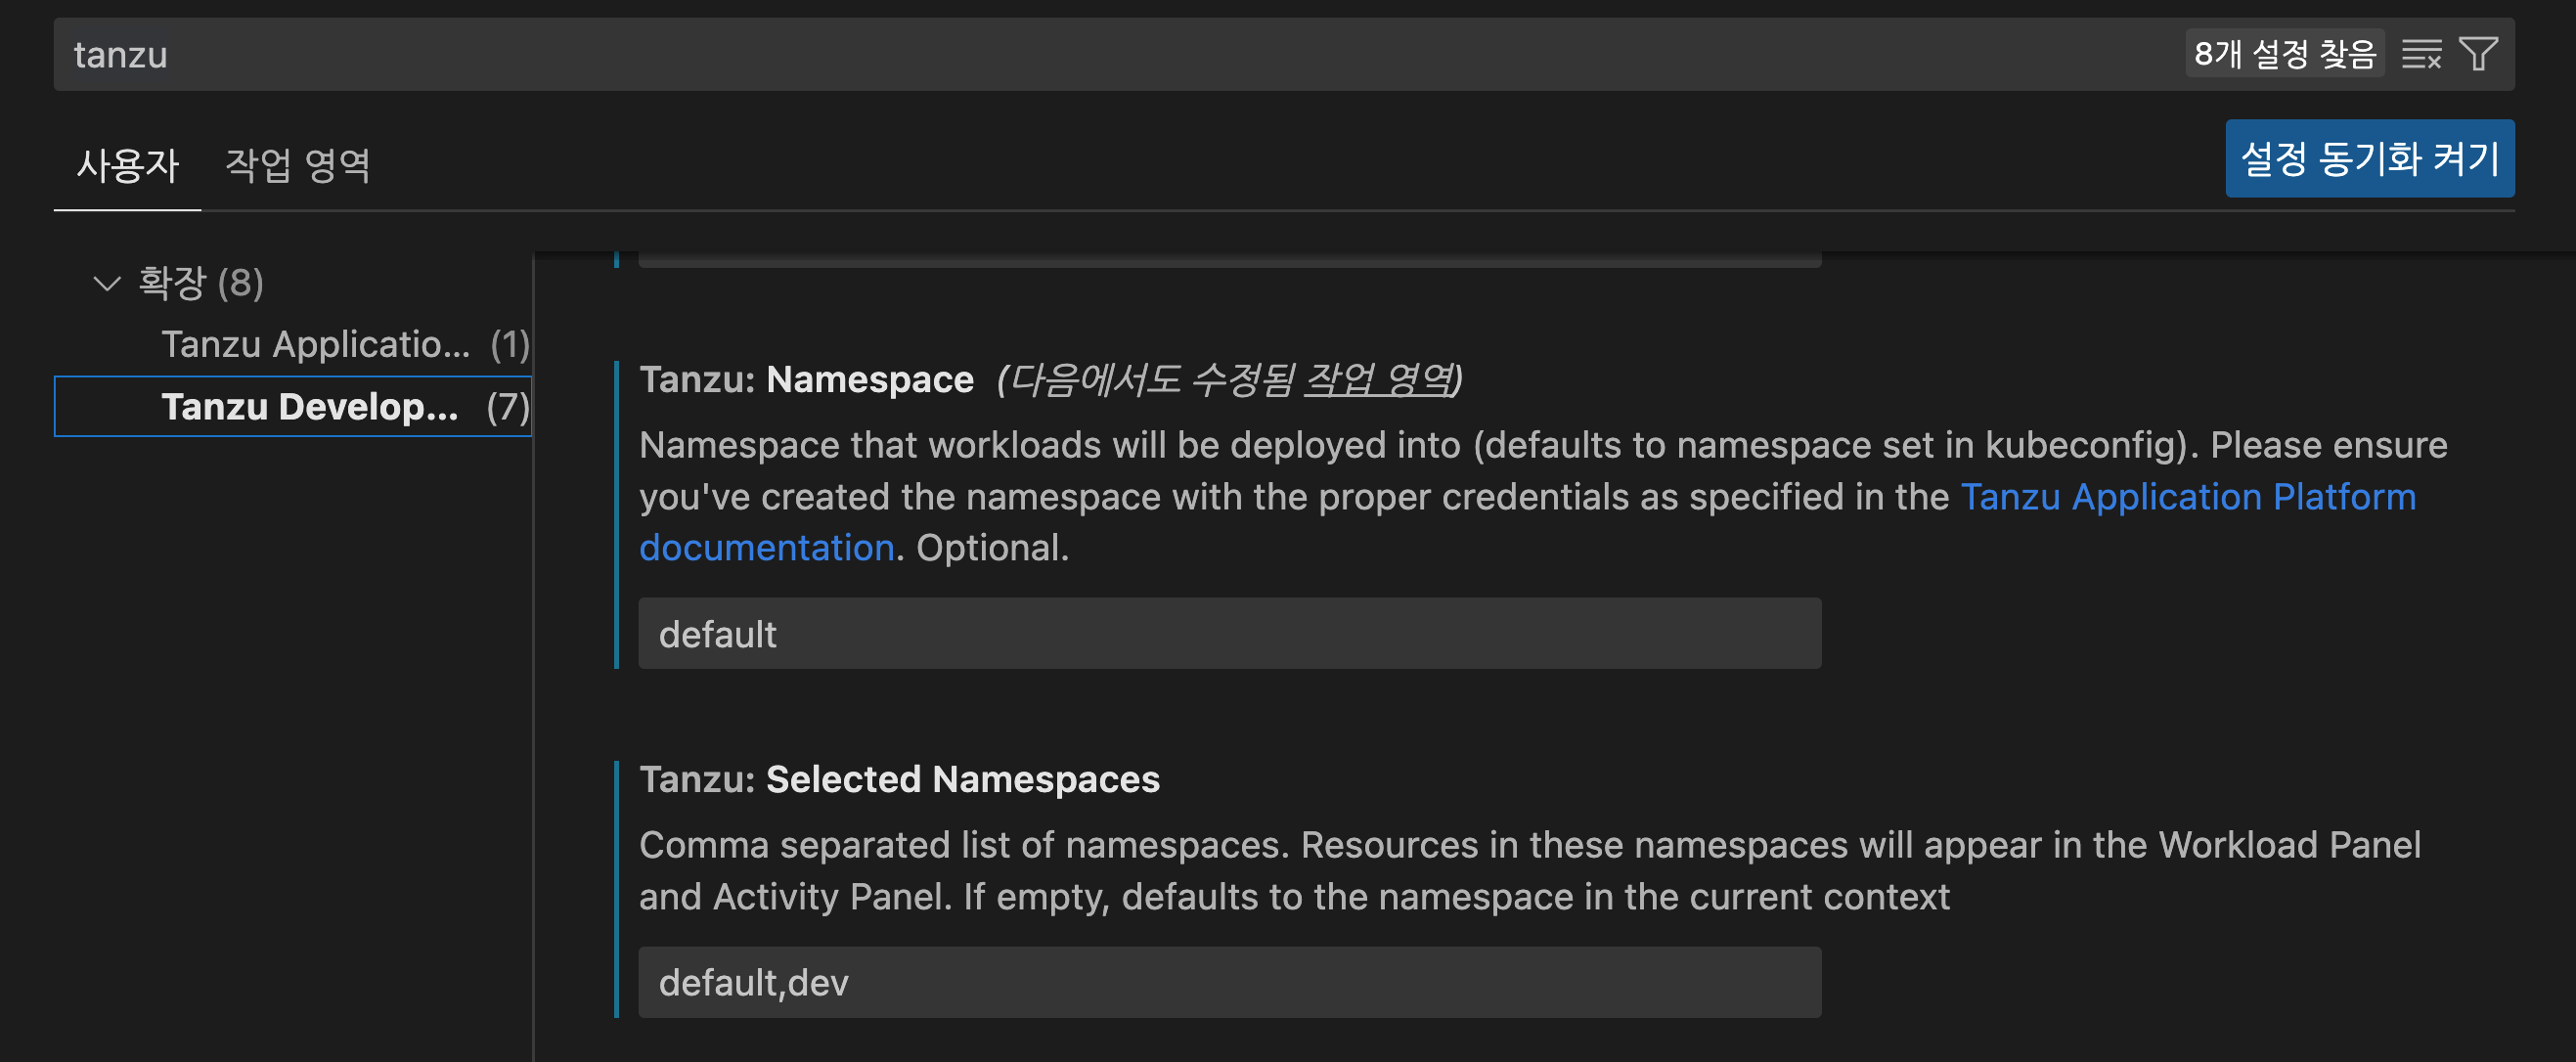 tanzu
8개 설정 찾음
사용자
작업 영역
설정 동기화 켜기
확장 (8)
Tanzu Applicatio... (1)
Tanzu Develop... (7)
Tanzu: Namespace (다음에서도 수정됨 작업 영역)
Namespace that workloads will be deployed into (defaults to namespace set in kubeconfig). Please ensure
you've created the namespace with the proper credentials as specified in the Tanzu Application Platform
documentation. Optional.
default
Tanzu: Selected Namespaces
Comma separated list of namespaces. Resources in these namespaces will appear in the Workload Panel
and Activity Panel. If empty, defaults to the namespace in the current context
default,dev